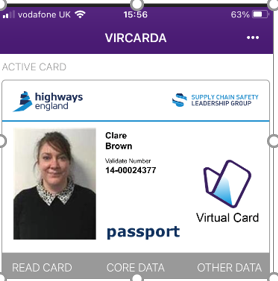 vodafone UK 15:56 63%
VIRCARDA
ACTIVE CARD
highways england
SUPPLY CHAIN SAFETY LEADERSHIP GROUP
Clare
Brown
Validate Number
14-00024377
passport
Virtual Card
READ CARD CORE DATA OTHER DATA